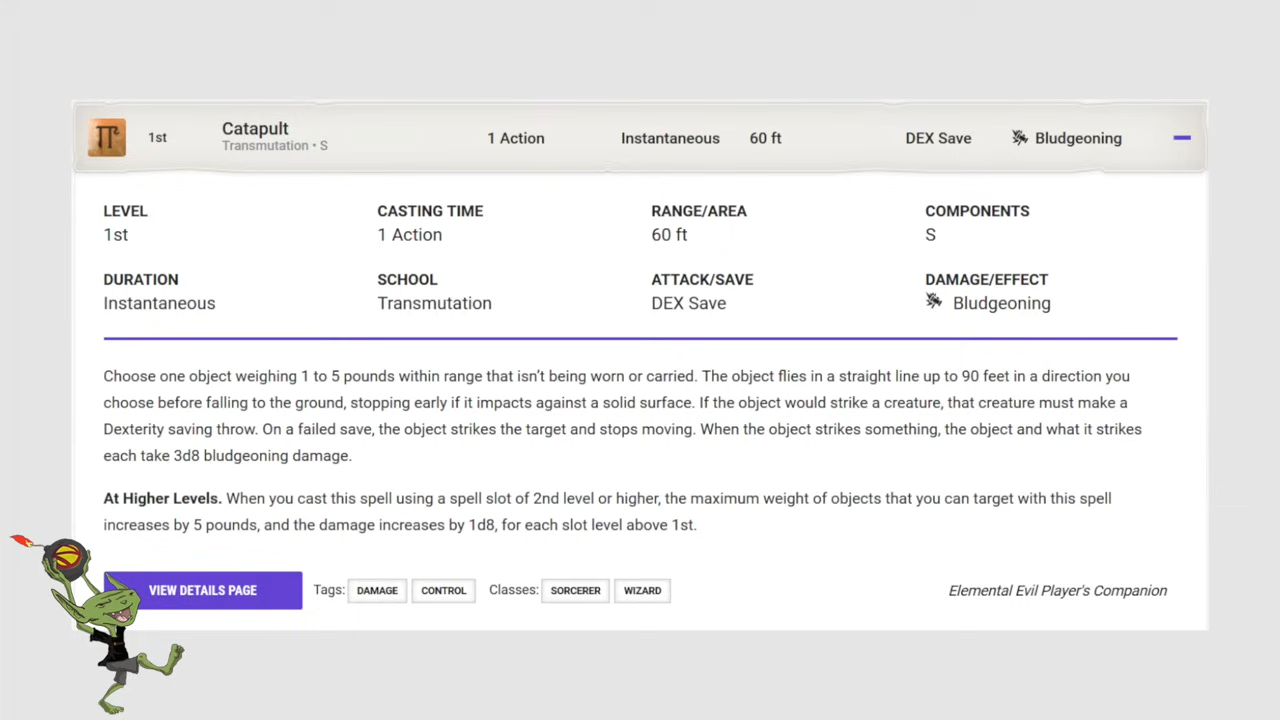 1st
Catapult
Transmutation • S
1 Action
Instantaneous
60 ft
DEX Save
Bludgeoning
LEVEL
1st
CASTING TIME
1 Action
RANGE/AREA
60 ft
COMPONENTS
S
DURATION
Instantaneous
SCHOOL
Transmutation
ATTACK/SAVE
DEX Save
DAMAGE/EFFECT
Bludgeoning
Choose one object weighing 1 to 5 pounds within range that isn't being worn or carried. The object flies in a straight line up to 90 feet in a direction you
choose before falling to the ground, stopping early if it impacts against a solid surface. If the object would strike a creature, that creature must make a
Dexterity saving throw. On a failed save, the object strikes the target and stops moving. When the object strikes something, the object and what it strikes
each take 3d8 bludgeoning damage.
At Higher Levels. When you cast this spell using a spell slot of 2nd level or higher, the maximum weight of objects that you can target with this spell
increases by 5 pounds, and the damage increases by 1d8, for each slot level above 1st.
VIEW DETAILS PAGE
Tags: DAMAGE CONTROL Classes: SORCERER WIZARD
Elemental Evil Player's Companion